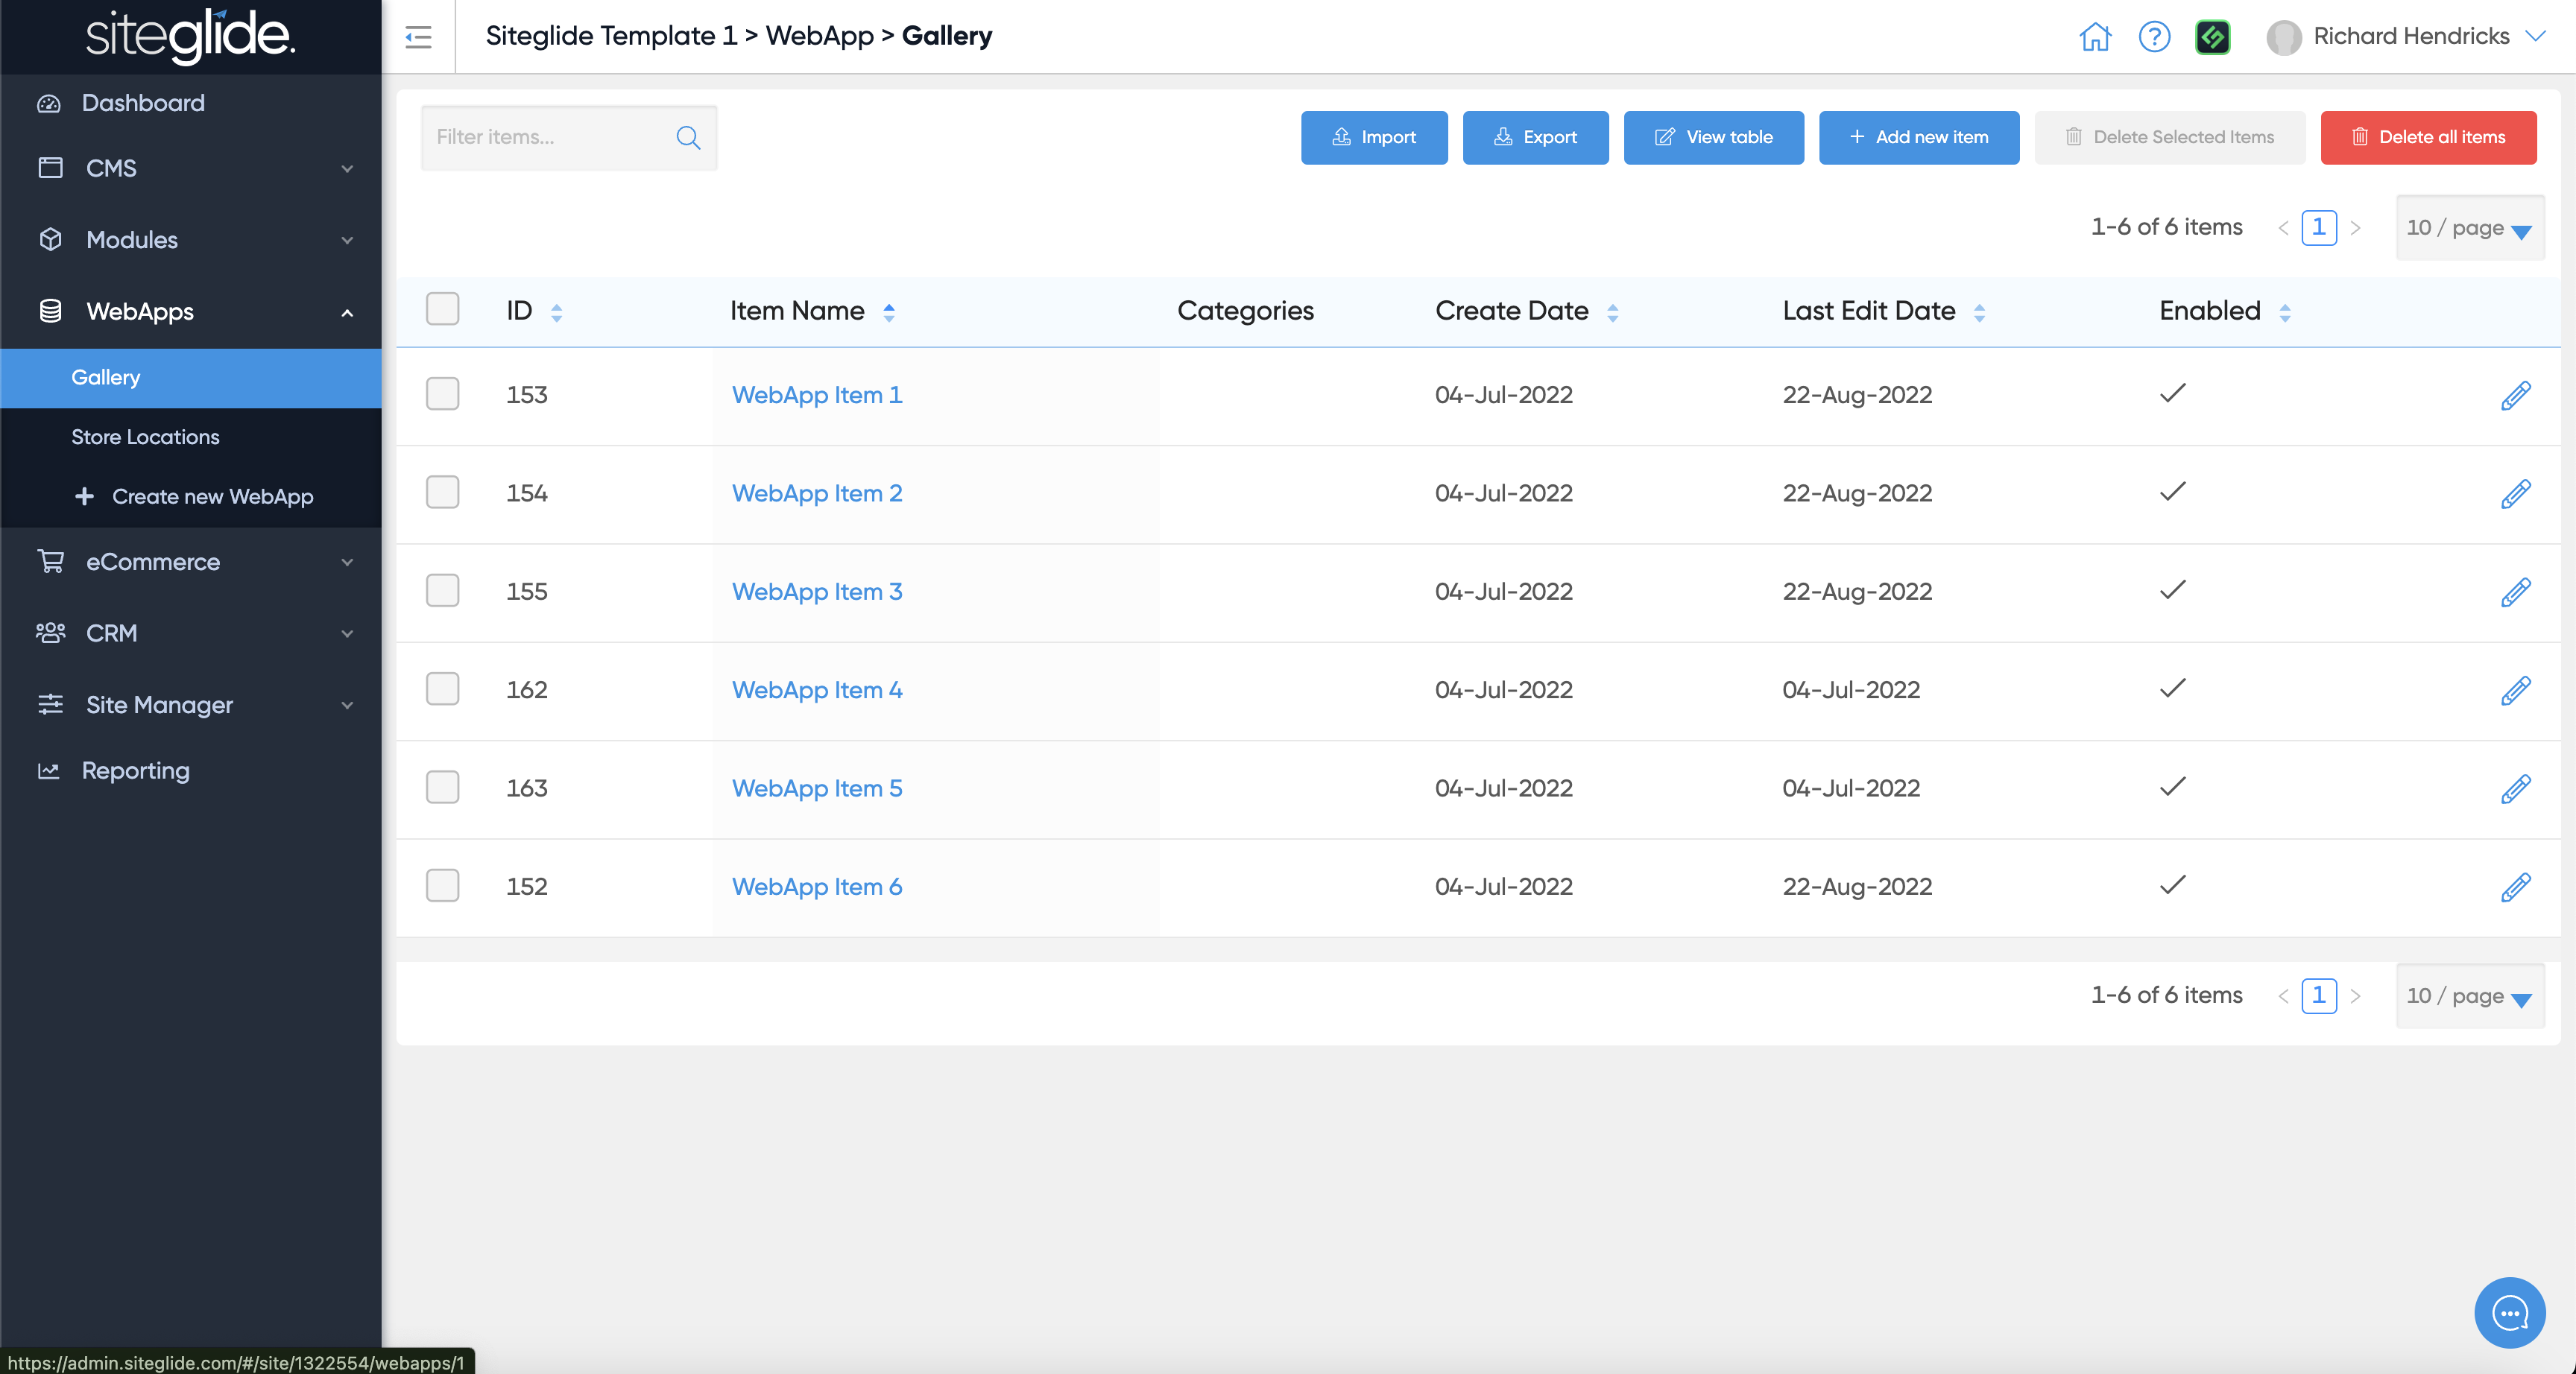 siteglide.
Siteglide Template 1 > WebApp > Gallery
Richard Hendricks
Dashboard
CMS
Modules
WebApps
Gallery
Store Locations
Create new WebApp
eCommerce
CRM
Site Manager
Reporting
Filter items...
Import
Export
View table
+ Add new item
Delete Selected Items
Delete all items
1-6 of 6 items < 1 > 10 / page
ID Item Name Categories Create Date Last Edit Date Enabled
153 WebApp Item 1 04-Jul-2022 22-Aug-2022
154 WebApp Item 2 04-Jul-2022 22-Aug-2022
155 WebApp Item 3 04-Jul-2022 22-Aug-2022
162 WebApp Item 4 04-Jul-2022 04-Jul-2022
163 WebApp Item 5 04-Jul-2022 04-Jul-2022
152 WebApp Item 6 04-Jul-2022 22-Aug-2022
1-6 of 6 items < 1 > 10 / page
https://admin.siteglide.com/#/site/1322554/webapps/1